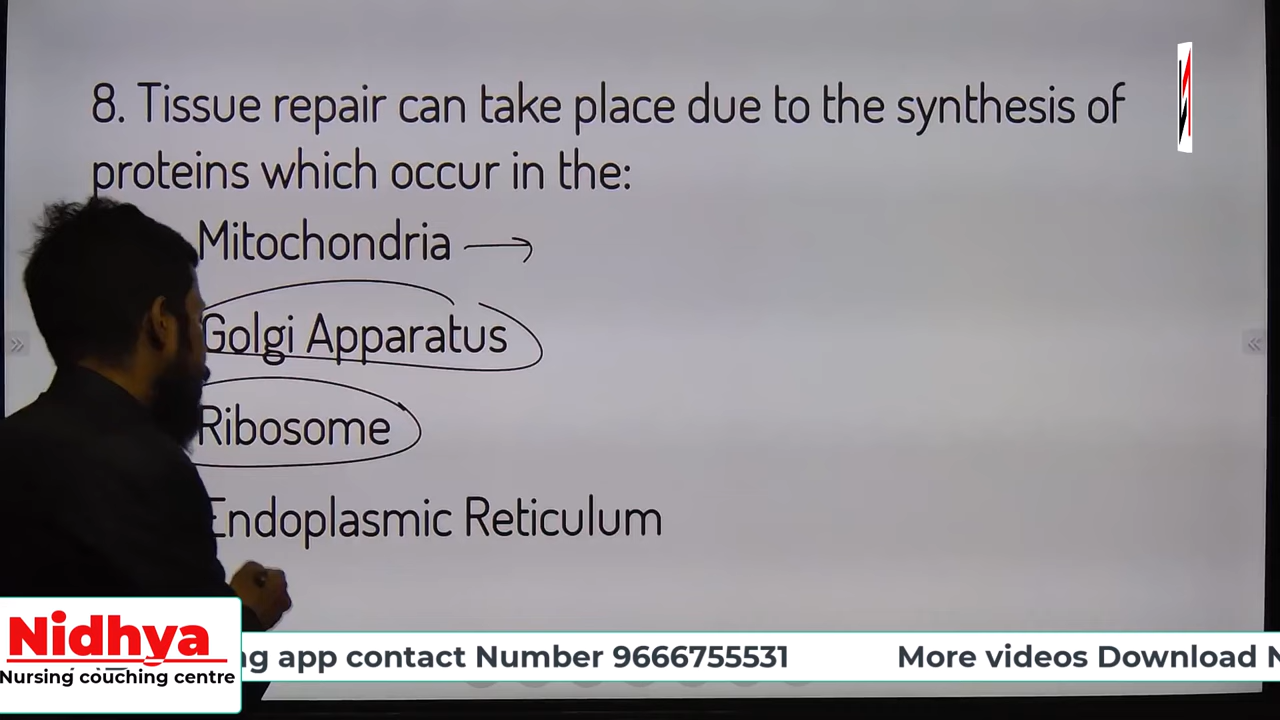 8. Tissue repair can take place due to the synthesis of
proteins which occur in the:
Mitochondria
Golgi Apparatus
Ribosome
Endoplasmic Reticulum
Nidhya
Nursing couching centre
ng app contact Number 9666755531 More videos Download N